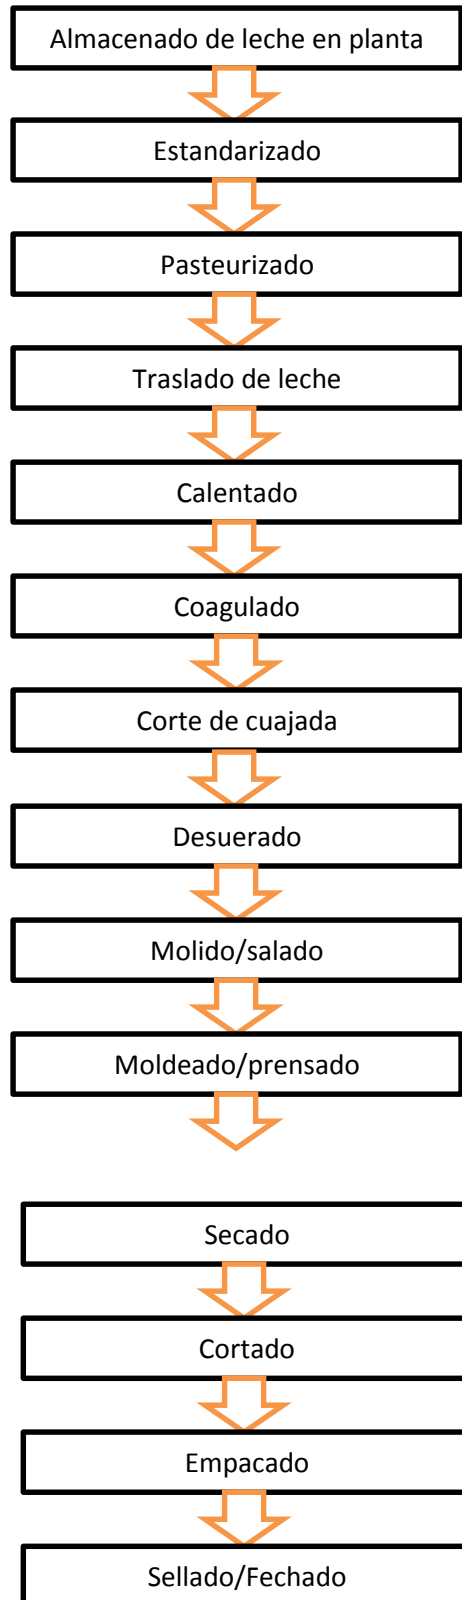 Almacenado de leche en planta
Estandarizado
Pasteurizado
Traslado de leche
Calentado
Coagulado
Corte de cuajada
Desuerado
Molido/salado
Moldeado/prensado
Secado
Cortado
Empacado
Sellado/Fechado